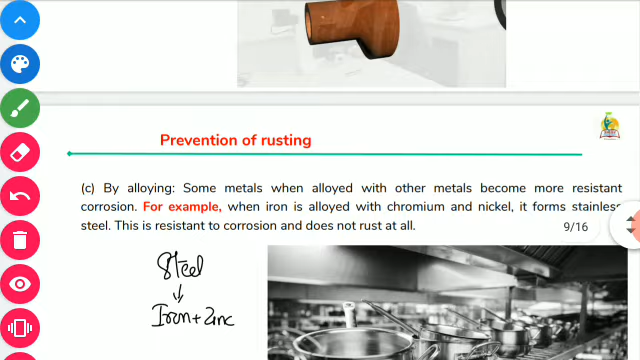 Prevention of rusting
(c) By alloying: Some metals when alloyed with other metals become more resistant
corrosion. For example, when iron is alloyed with chromium and nickel, it forms stainless
steel. This is resistant to corrosion and does not rust at all.
9/16
Steel
Iron+Zinc